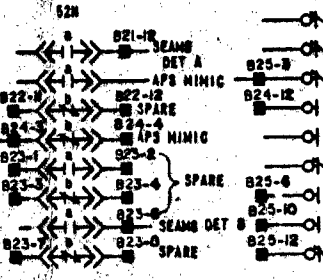 52H
a
B21-12
SEAMS
DET A
a
APS MIMIC
B25-8
B22-11
b
B22-12
SPARE
B24-12
B24-3
b
B24-4
APS MIMIC
B23-1
a
B23-2
B23-3
b
B23-4
SPARE
B25-6
a
B23-6
SEAMS DET B
B25-10
B23-7
a
B23-8
SPARE
B25-12